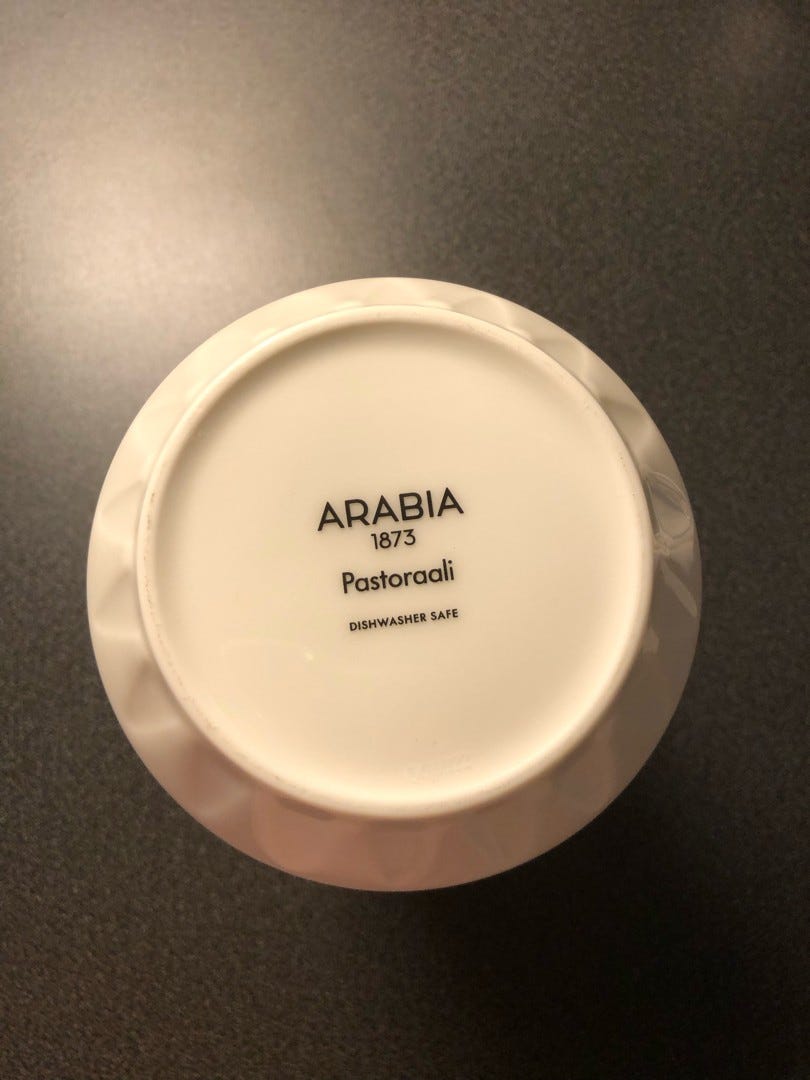 ARABIA
1873
Pastoraali
DISHWASHER SAFE